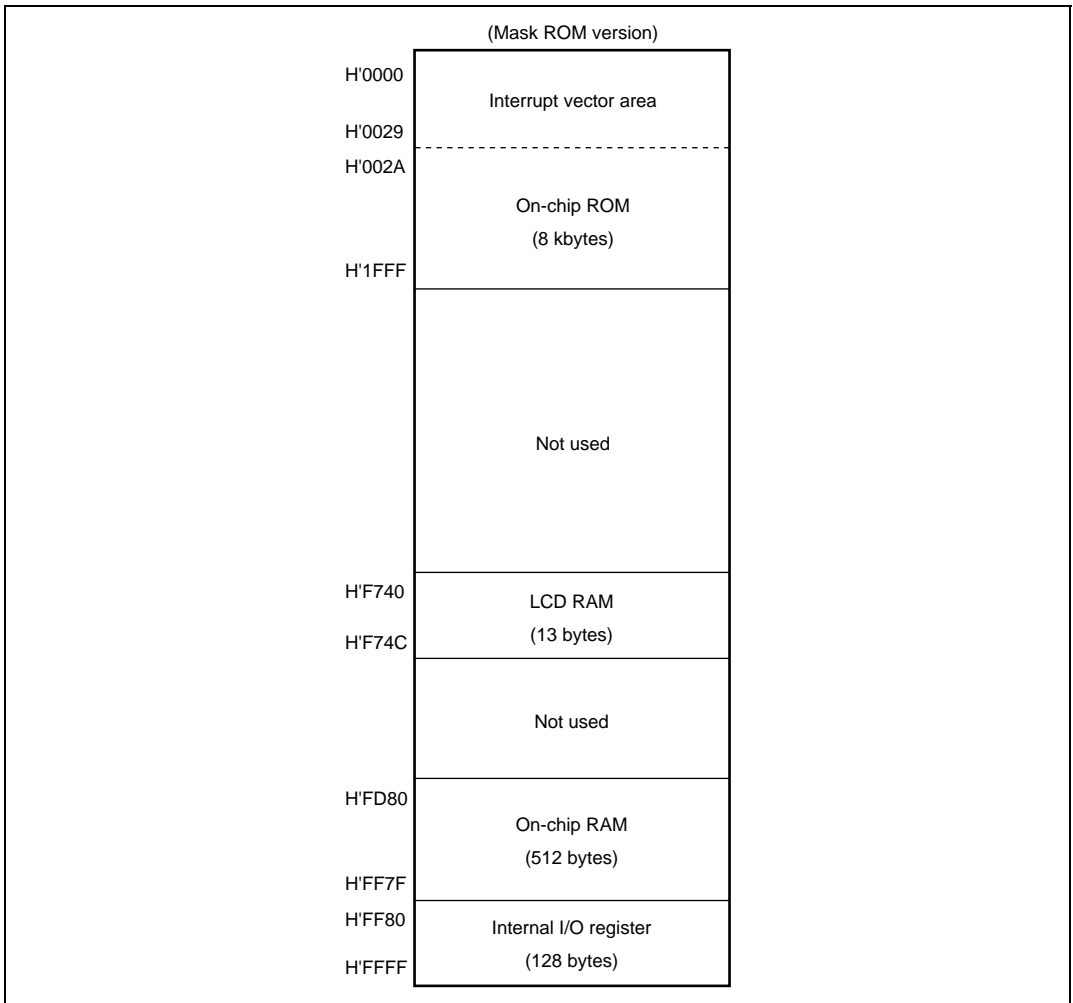 (Mask ROM version)
H'0000
Interrupt vector area
H'0029
H'002A
On-chip ROM
(8 kbytes)
H'1FFF
Not used
H'F740
LCD RAM
(13 bytes)
H'F74C
Not used
H'FD80
On-chip RAM
(512 bytes)
H'FF7F
H'FF80
Internal I/O register
(128 bytes)
H'FFFF